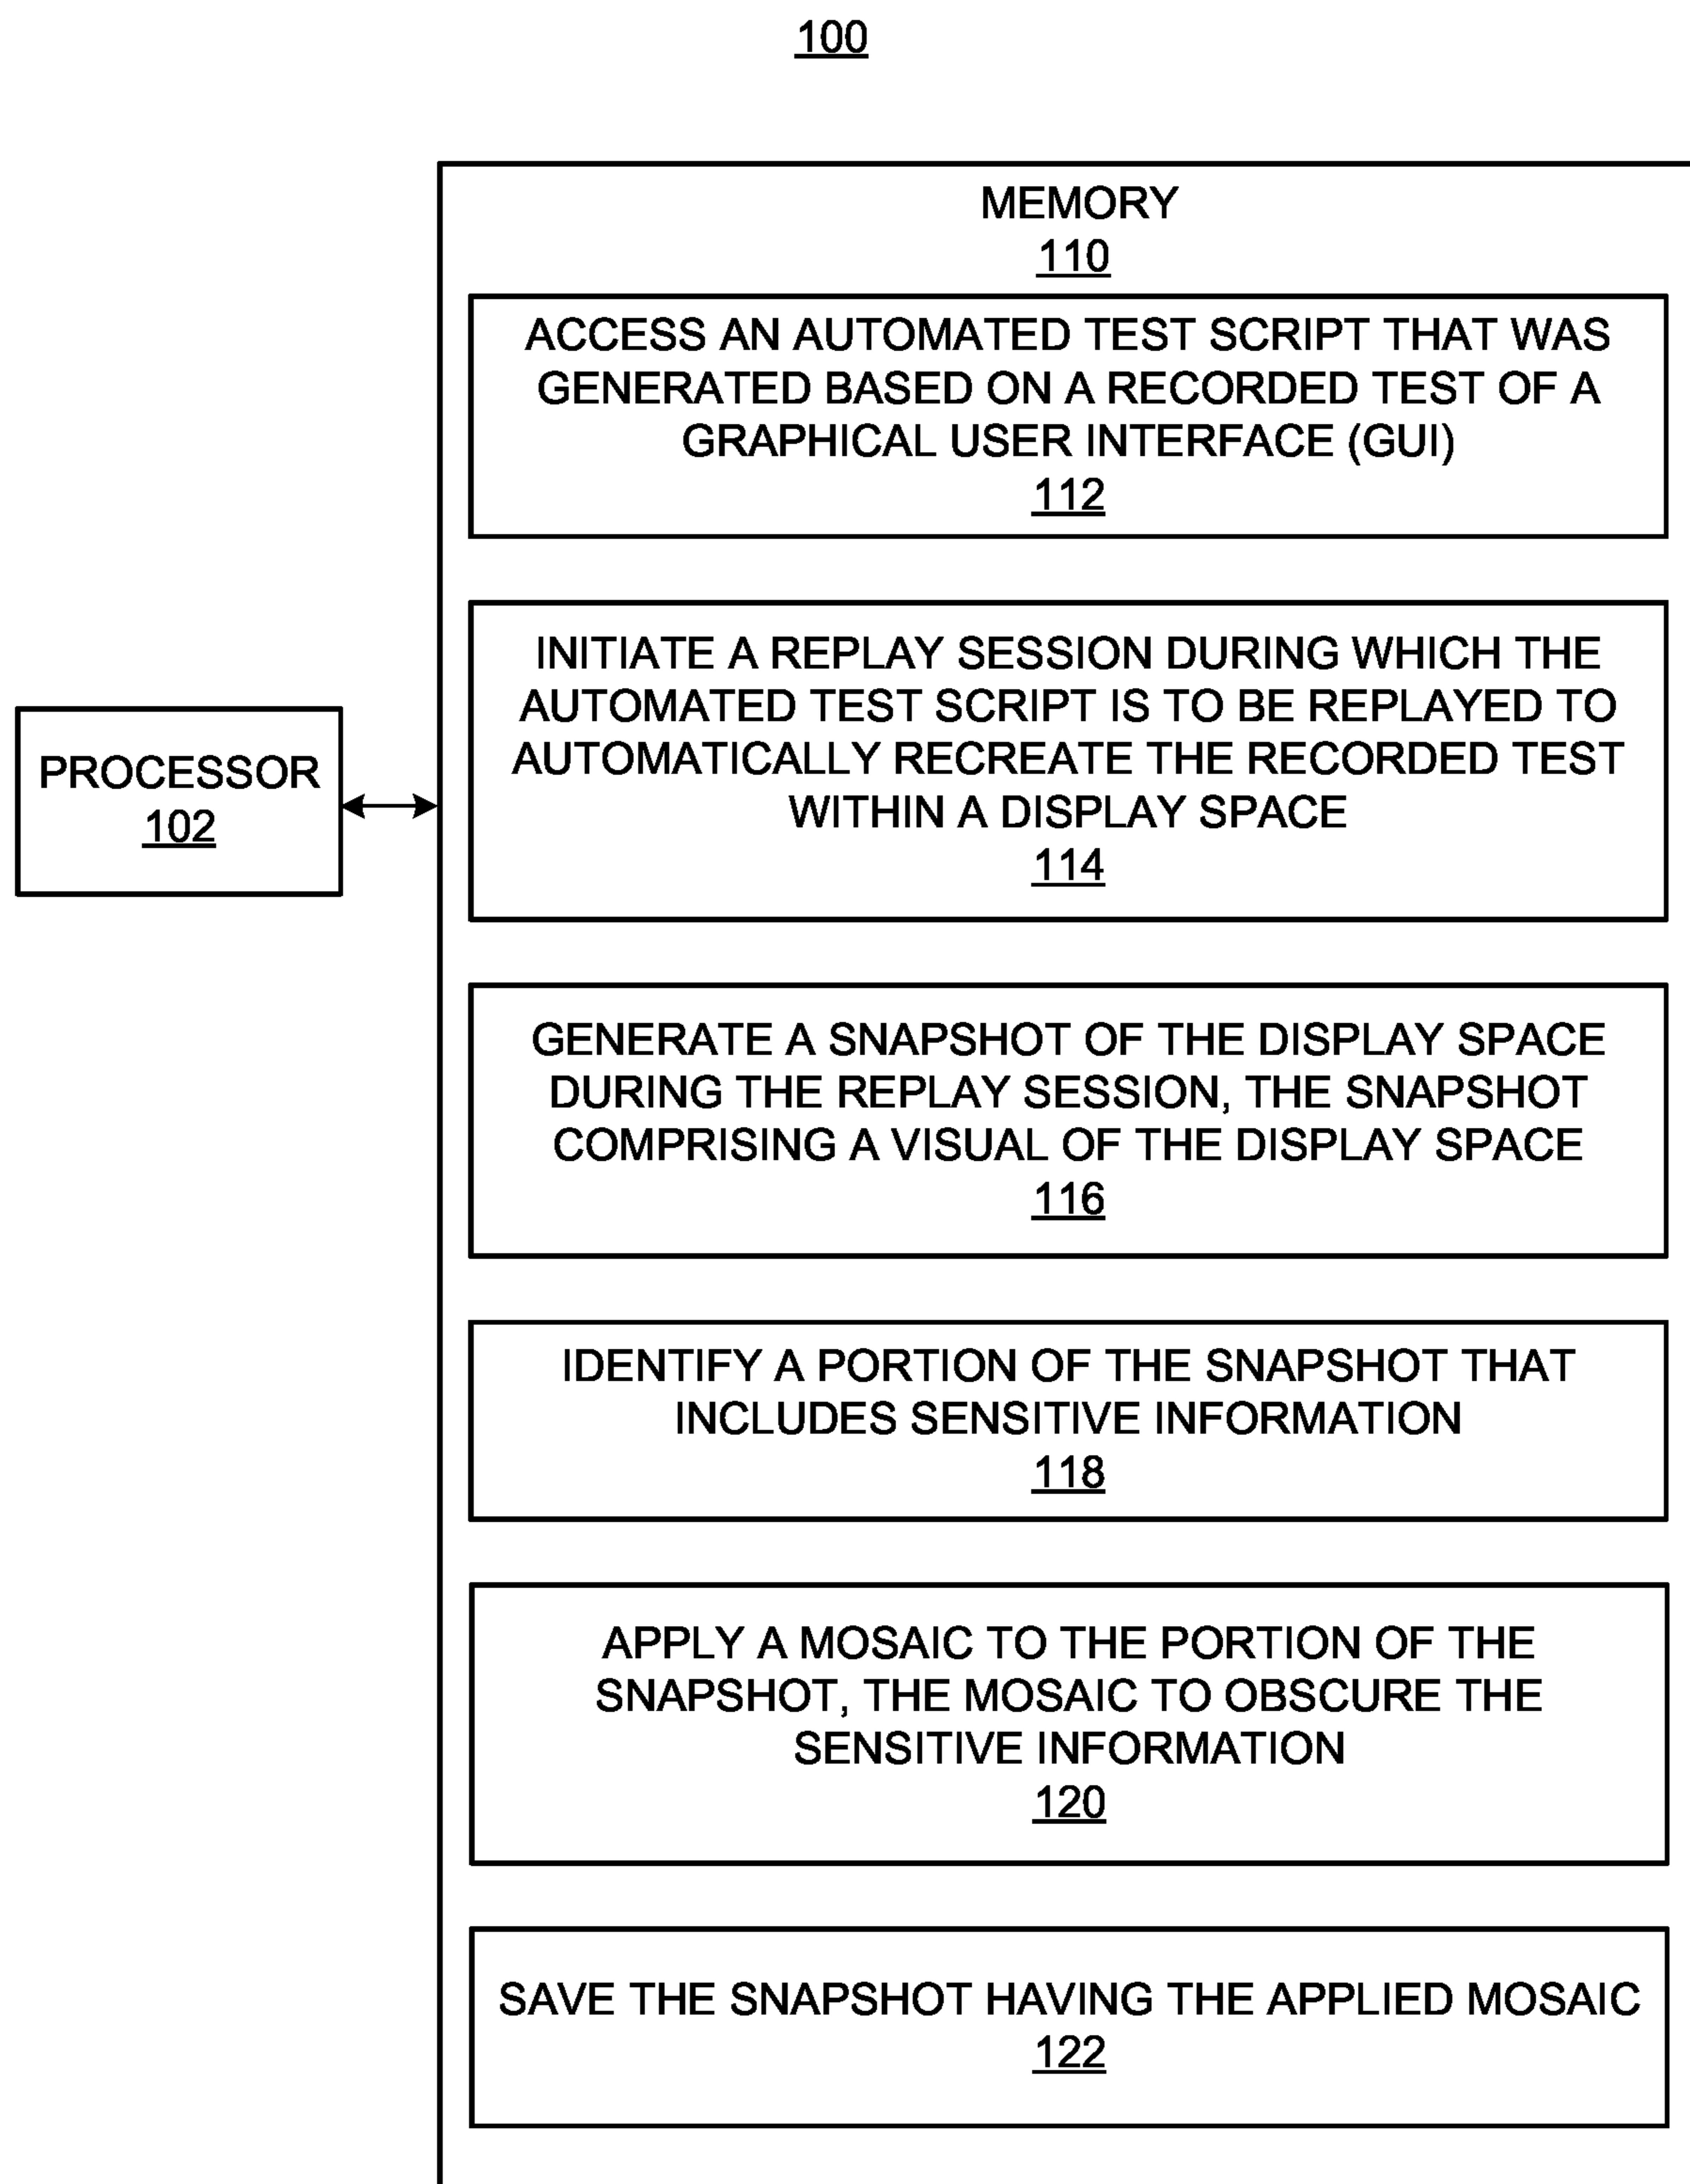 100
MEMORY
110
ACCESS AN AUTOMATED TEST SCRIPT THAT WAS
GENERATED BASED ON A RECORDED TEST OF A
GRAPHICAL USER INTERFACE (GUI)
112
INITIATE A REPLAY SESSION DURING WHICH THE
AUTOMATED TEST SCRIPT IS TO BE REPLAYED TO
AUTOMATICALLY RECREATE THE RECORDED TEST
WITHIN A DISPLAY SPACE
114
PROCESSOR
102
GENERATE A SNAPSHOT OF THE DISPLAY SPACE
DURING THE REPLAY SESSION, THE SNAPSHOT
COMPRISING A VISUAL OF THE DISPLAY SPACE
116
IDENTIFY A PORTION OF THE SNAPSHOT THAT
INCLUDES SENSITIVE INFORMATION
118
APPLY A MOSAIC TO THE PORTION OF THE
SNAPSHOT, THE MOSAIC TO OBSCURE THE
SENSITIVE INFORMATION
120
SAVE THE SNAPSHOT HAVING THE APPLIED MOSAIC
122